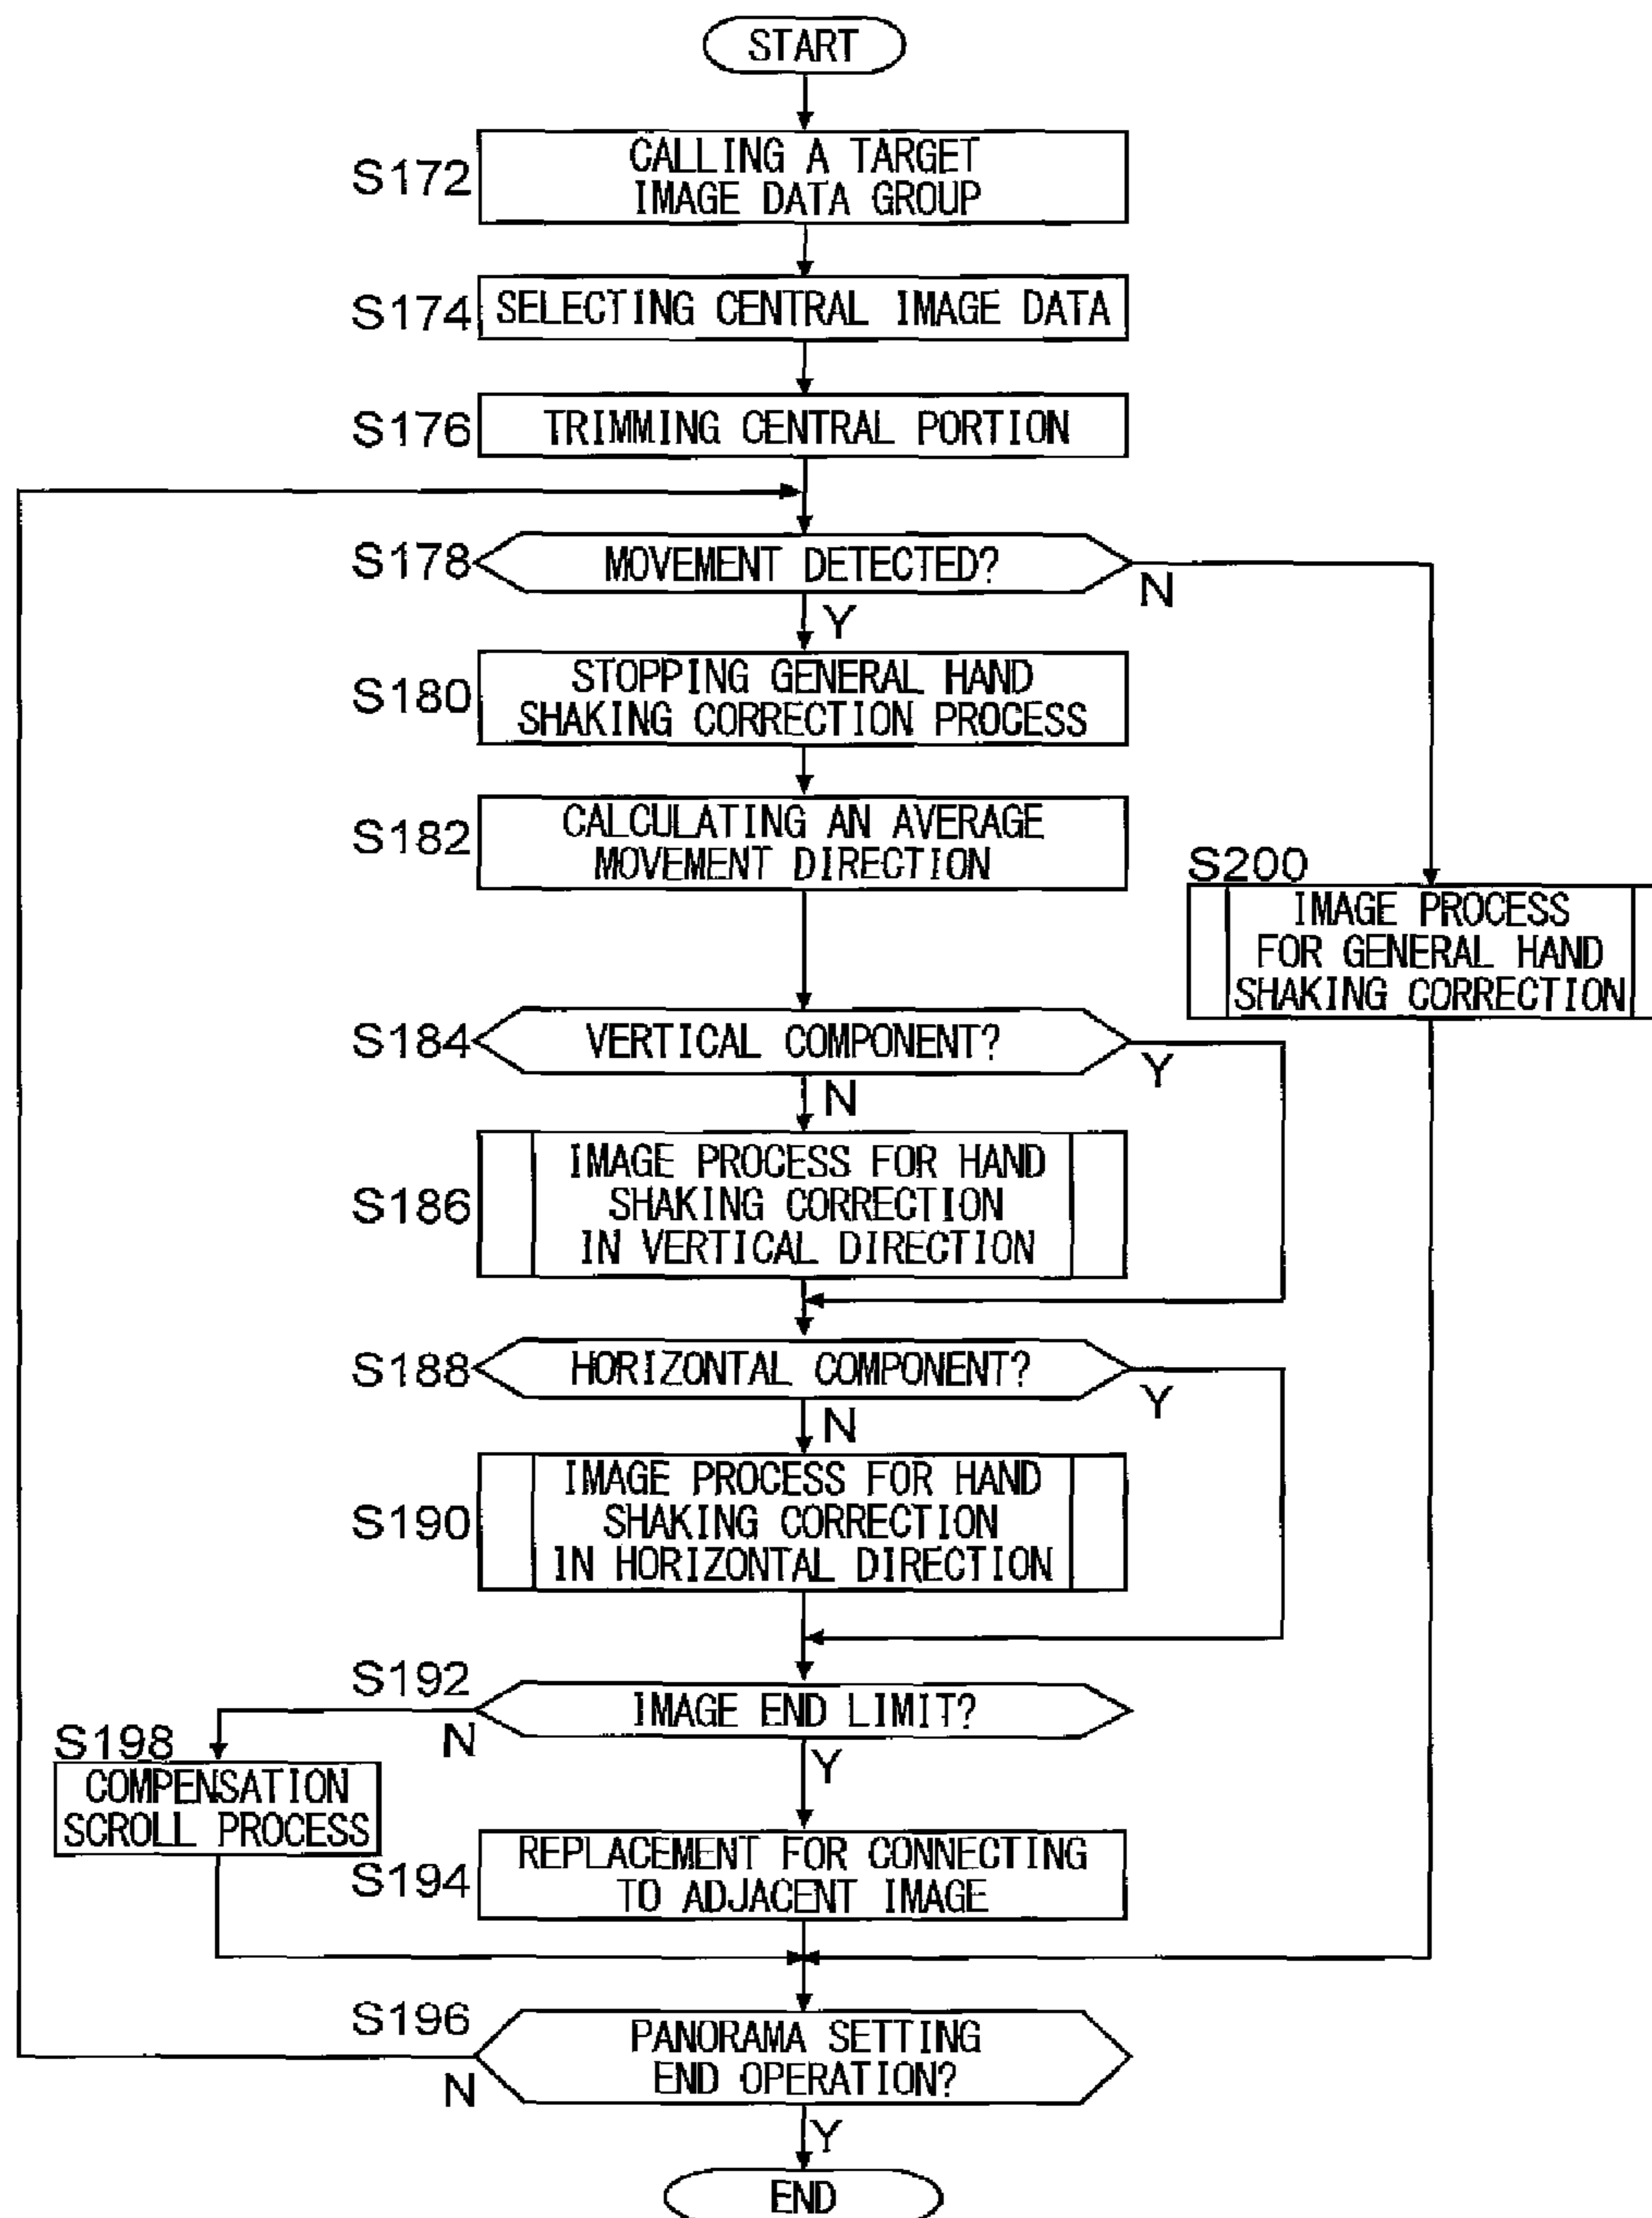 START
S172
CALLING A TARGET
IMAGE DATA GROUP
S174
SELECTING CENTRAL IMAGE DATA
S176
TRIMMING CENTRAL PORTION
S178
MOVEMENT DETECTED?
N
Y
S180
STOPPING GENERAL HAND
SHAKING CORRECTION PROCESS
S182
CALCULATING AN AVERAGE
MOVEMENT DIRECTION
S200
IMAGE PROCESS
FOR GENERAL HAND
SHAKING CORRECTION
S184
VERTICAL COMPONENT?
Y
N
S186
IMAGE PROCESS FOR HAND
SHAKING CORRECTION
IN VERTICAL DIRECTION
S188
HORIZONTAL COMPONENT?
Y
N
S190
IMAGE PROCESS FOR HAND
SHAKING CORRECTION
IN HORIZONTAL DIRECTION
S192
IMAGE END LIMIT?
N
Y
S198
COMPENSATION
SCROLL PROCESS
S194
REPLACEMENT FOR CONNECTING
TO ADJACENT IMAGE
S196
PANORAMA SETTING
END OPERATION?
N
Y
END